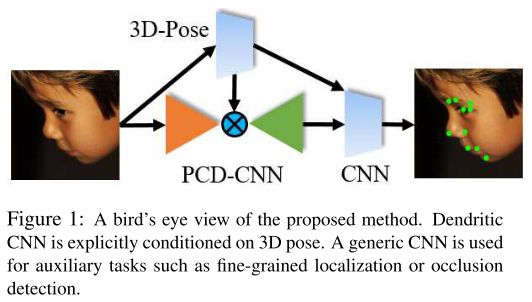 3D-Pose
PCD-CNN
CNN
Figure 1: A bird's eye view of the proposed method. Dendritic
CNN is explicitly conditioned on 3D pose. A generic CNN is used
for auxiliary tasks such as fine-grained localization or occlusion
detection.